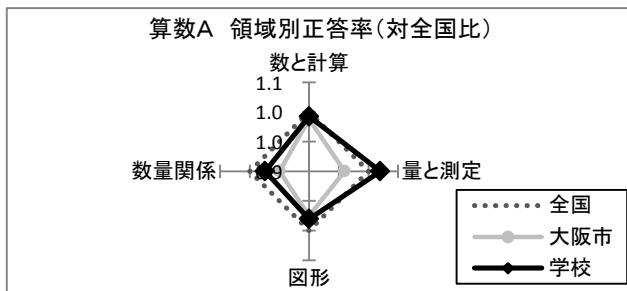 算数A 領域別正答率(対全国比)
数と計算
1.1
1.0
1.0
0.9
数量関係
量と測定
図形
全国
大阪市
学校